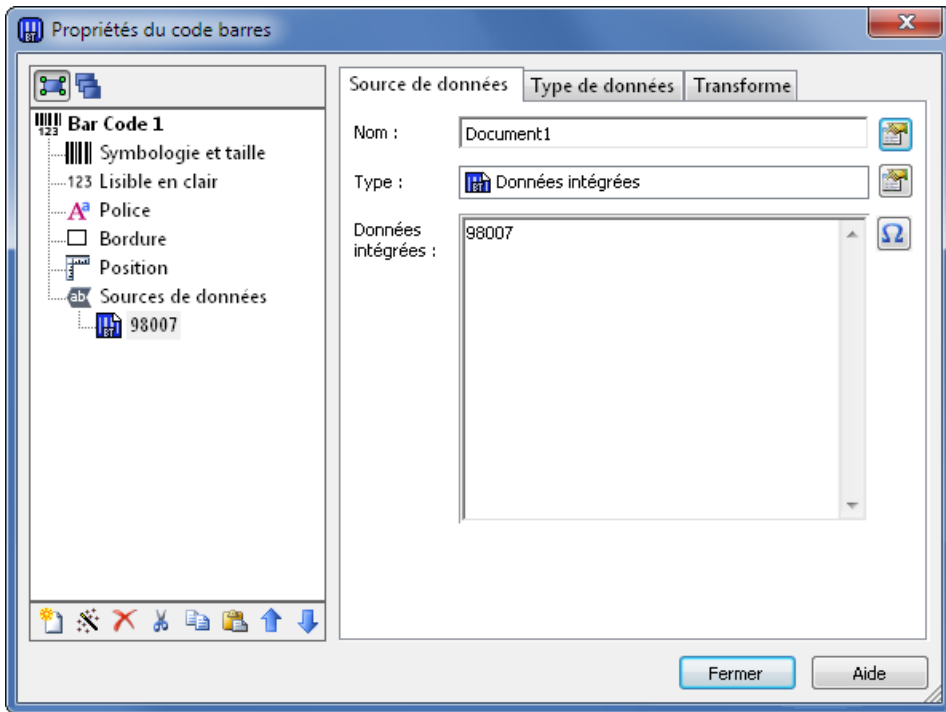 Propriétés du code barres
Bar Code 1
Symbologie et taille
123 Lisible en clair
Police
Bordure
Position
Sources de données
98007
Source de données
Type de données
Transforme
Nom :
Document1
Type :
Données intégrées
Données
intégrées :
98007
Ω
Fermer
Aide